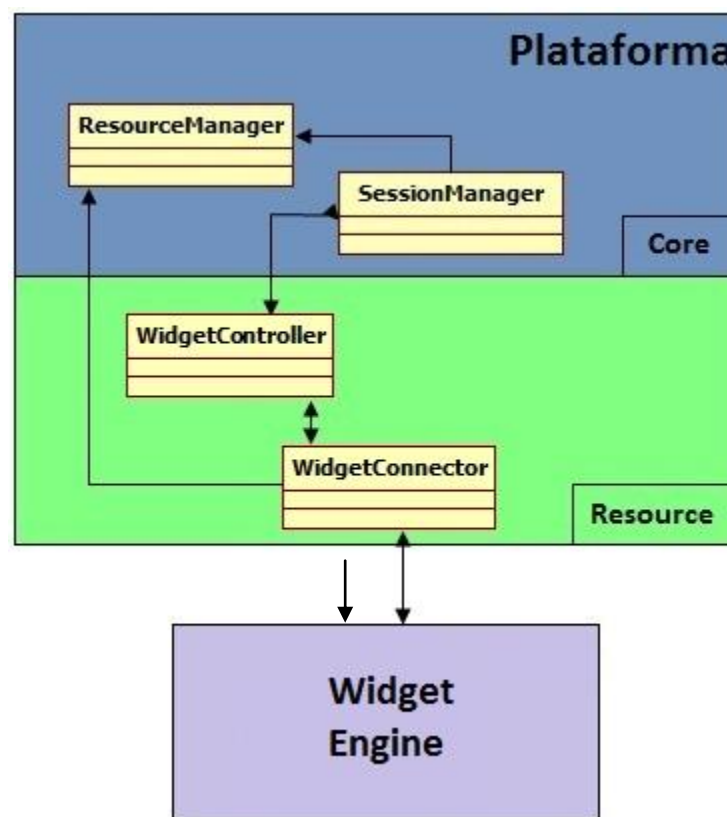 Plataforma
ResourceManager
SessionManager
Core
WidgetController
WidgetConnector
Resource
Widget
Engine